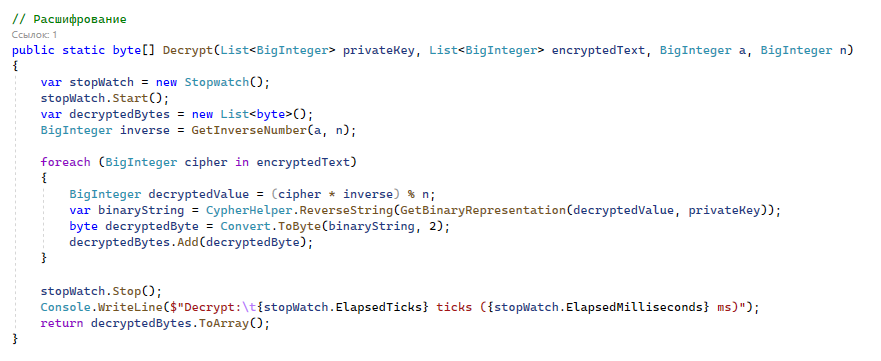 // Расшифрование
Ссылок: 1
public static byte[] Decrypt(List<BigInteger> privateKey, List<BigInteger> encryptedText, BigInteger a, BigInteger n)
{
    var stopWatch = new Stopwatch();
    stopWatch.Start();
    var decryptedBytes = new List<byte>();
    BigInteger inverse = GetInverseNumber(a, n);

    foreach (BigInteger cipher in encryptedText)
    {
        BigInteger decryptedValue = (cipher * inverse) % n;
        var binaryString = CypherHelper.ReverseString(GetBinaryRepresentation(decryptedValue, privateKey));
        byte decryptedByte = Convert.ToByte(binaryString, 2);
        decryptedBytes.Add(decryptedByte);
    }

    stopWatch.Stop();
    Console.WriteLine($"Decrypt:\t{stopWatch.ElapsedTicks} ticks ({stopWatch.ElapsedMilliseconds} ms)");
    return decryptedBytes.ToArray();
}